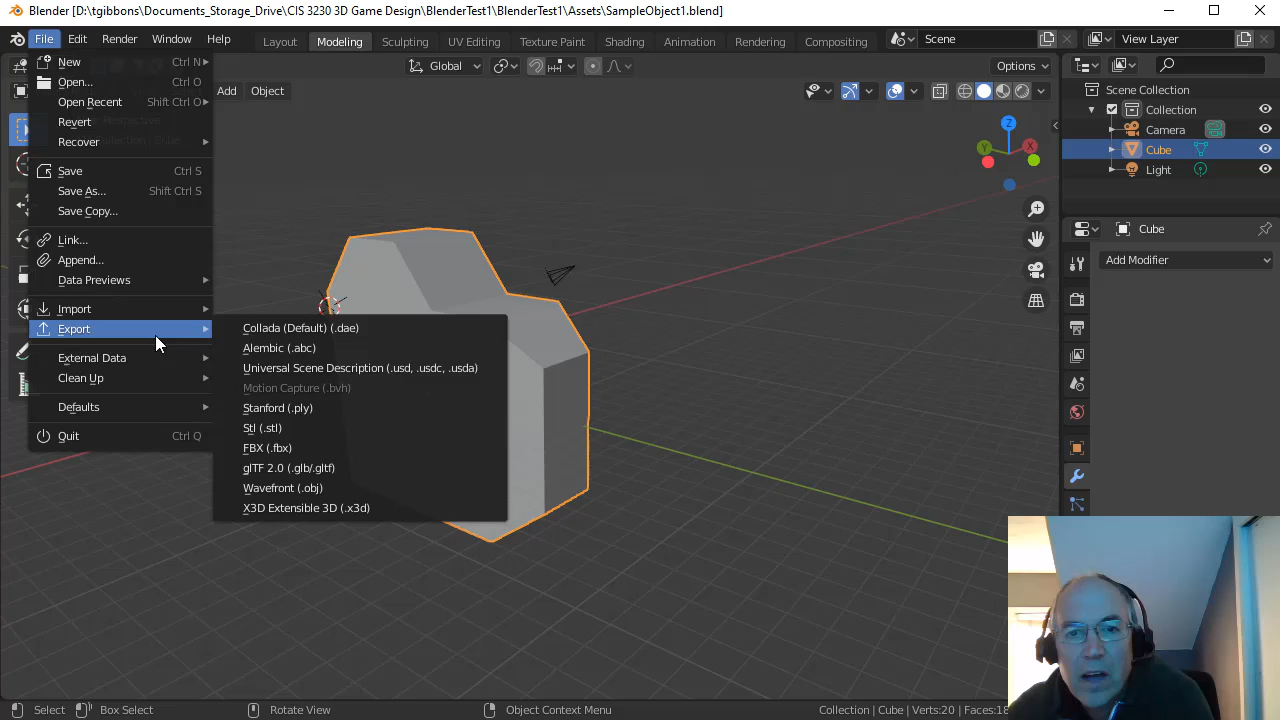 Blender [D:\tgibbons\Documents_Storage_Drive\CIS 3230 3D Game Design\BlenderTest1\BlenderTest1\Assets\SampleObject1.blend]
File Edit Render Window Help Layout Modeling Sculpting UV Editing Texture Paint Shading Animation Rendering Compositing Scene View Layer
Global Options
Add Object
New Ctrl N
Open... Ctrl O
Open Recent Shift Ctrl O
Revert
Recover
Save Ctrl S
Save As... Shift Ctrl S
Save Copy...
Link...
Append...
Data Previews
Import
Export
External Data
Clean Up
Defaults
Quit Ctrl Q
Collada (Default) (.dae)
Alembic (.abc)
Universal Scene Description (.usd, .usdc, .usda)
Motion Capture (.bvh)
Stanford (.ply)
Stl (.stl)
FBX (.fbx)
glTF 2.0 (.glb/.gltf)
Wavefront (.obj)
X3D Extensible 3D (.x3d)
Z
Y X
Scene Collection
Collection
Camera
Cube
Light
Cube
Add Modifier
Select Box Select Rotate View Object Context Menu Collection | Cube | Verts:20 | Faces:18